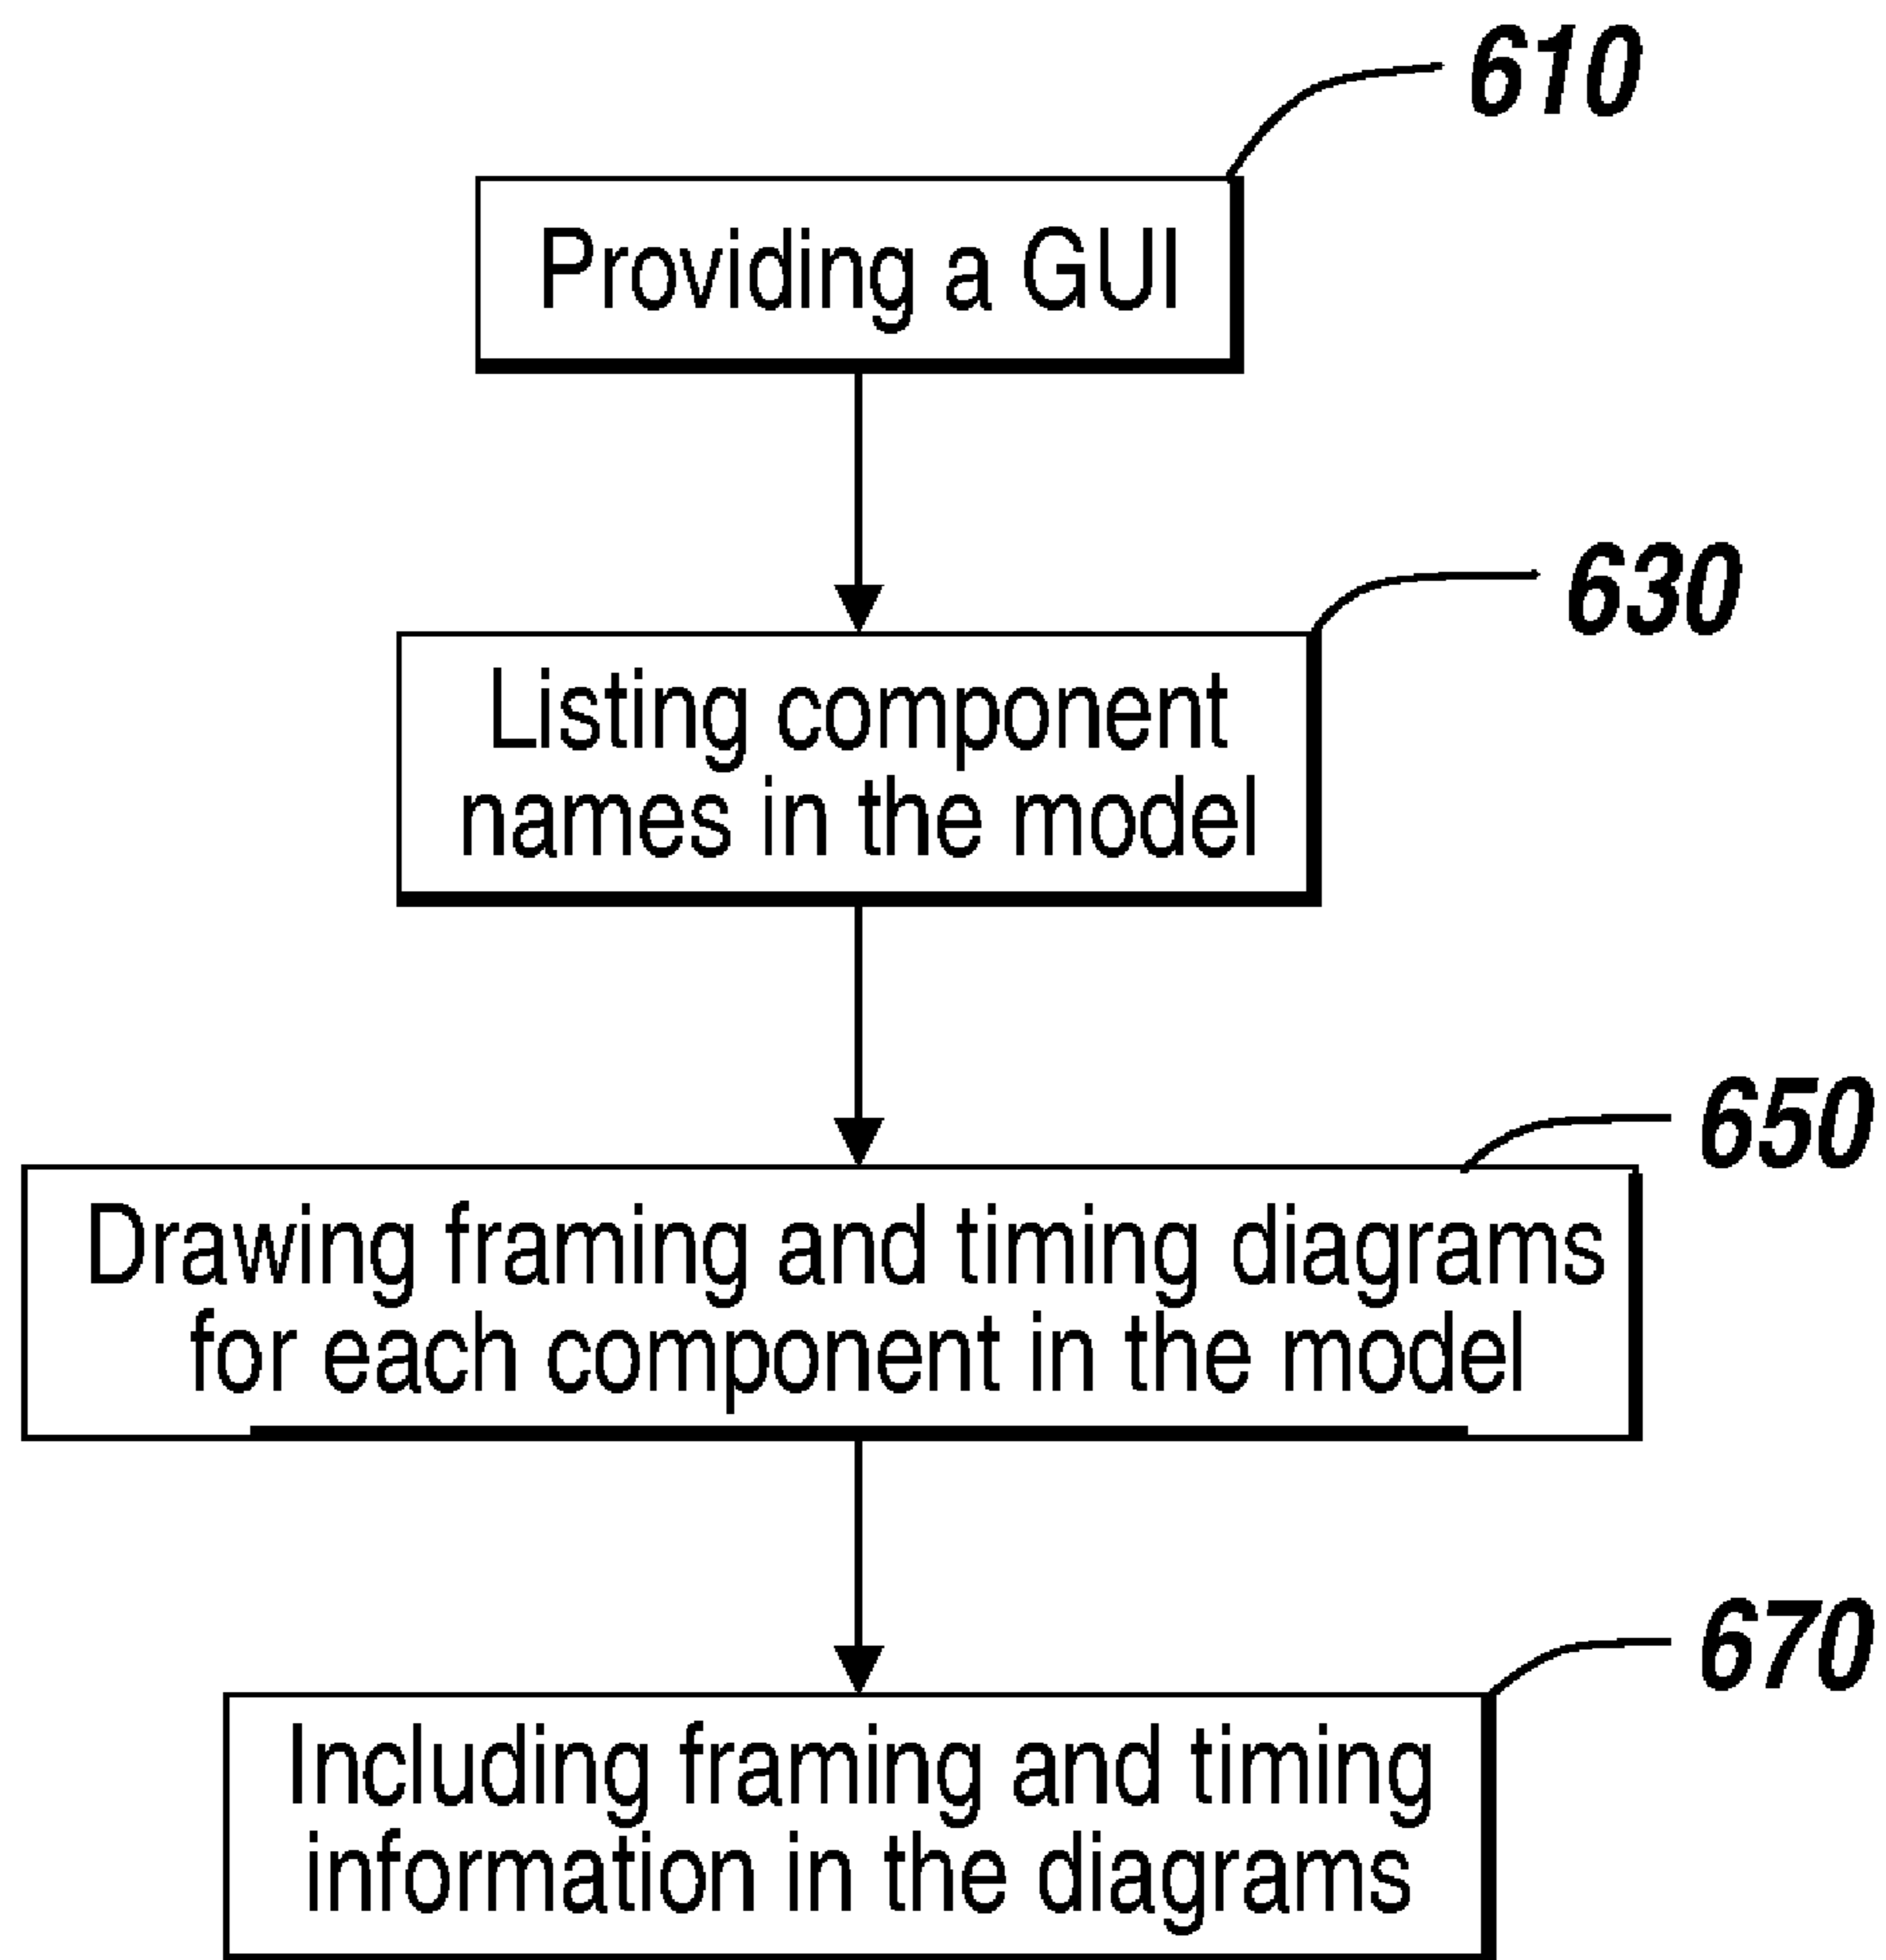 610
Providing a GUI
630
Listing component
names in the model
650
Drawing framing and timing diagrams
for each component in the model
670
Including framing and timing
information in the diagrams